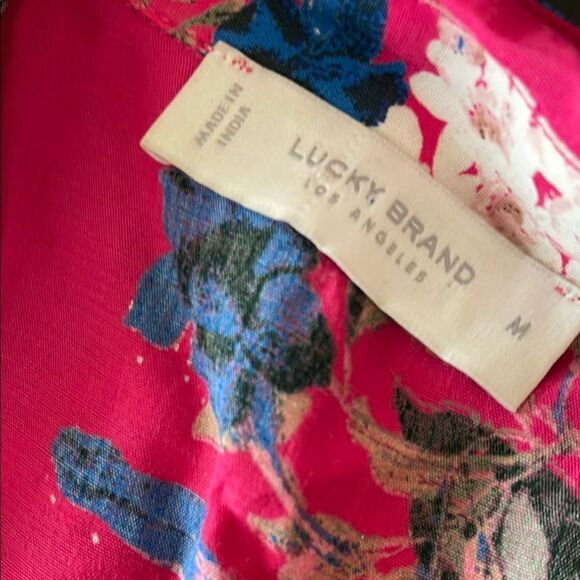 MADE IN
INDIA
LUCKY BRAND
LOS ANGELES
M